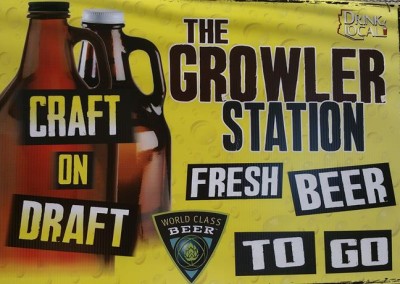 DRINK
LOCAL
THE
GROWLER
STATION
CRAFT
ON
DRAFT
FRESH BEER
TO GO
WORLD CLASS
BEER